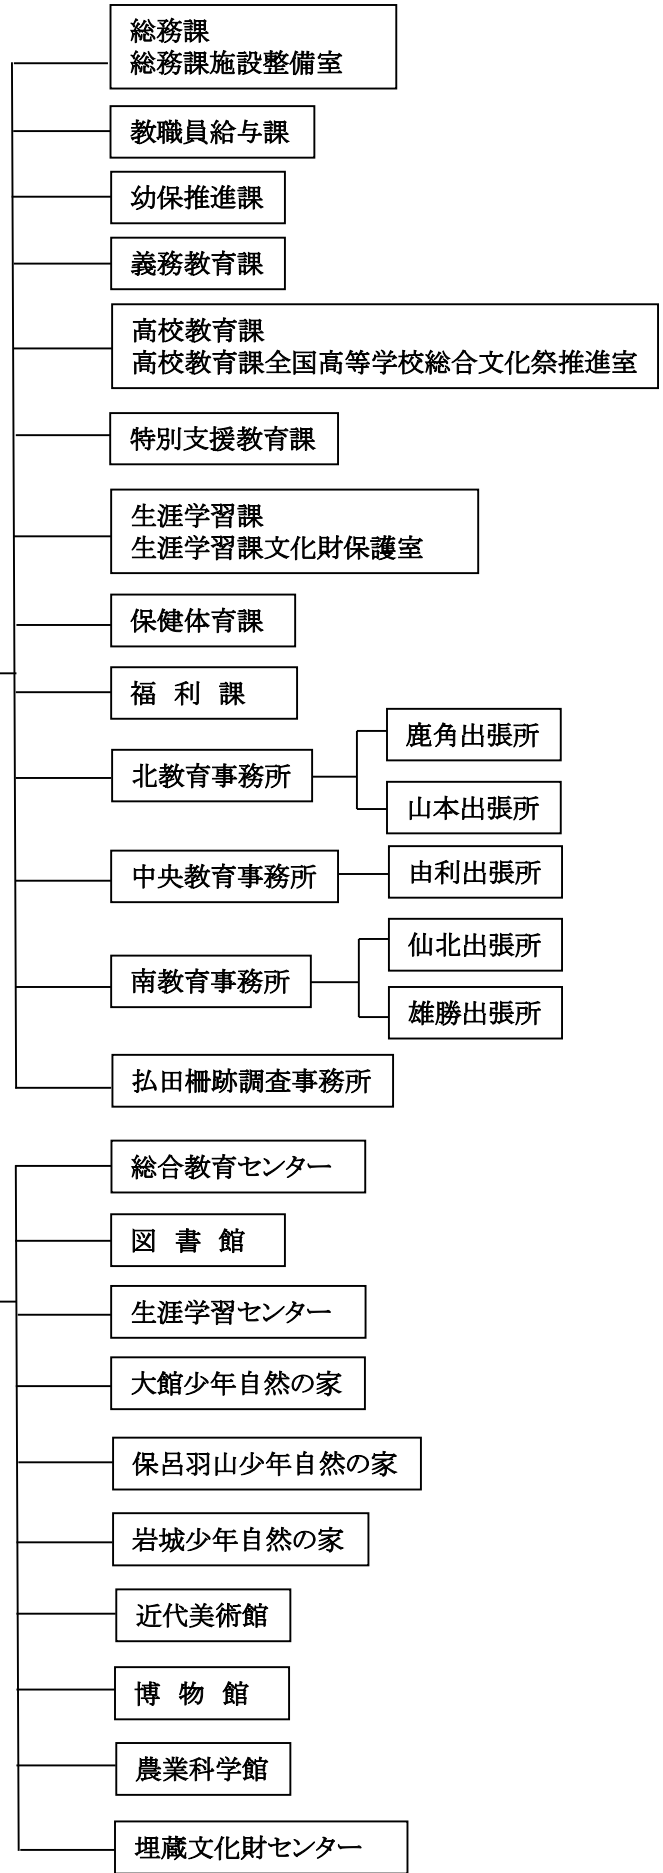 総務課
総務課施設整備室
教職員給与課
幼保推進課
義務教育課
高校教育課
高校教育課全国高等学校総合文化祭推進室
特別支援教育課
生涯学習課
生涯学習課文化財保護室
保健体育課
福 利 課
北教育事務所
鹿角出張所
山本出張所
中央教育事務所
由利出張所
南教育事務所
仙北出張所
雄勝出張所
払田柵跡調査事務所
総合教育センター
図 書 館
生涯学習センター
大館少年自然の家
保呂羽山少年自然の家
岩城少年自然の家
近代美術館
博 物 館
農業科学館
埋蔵文化財センター